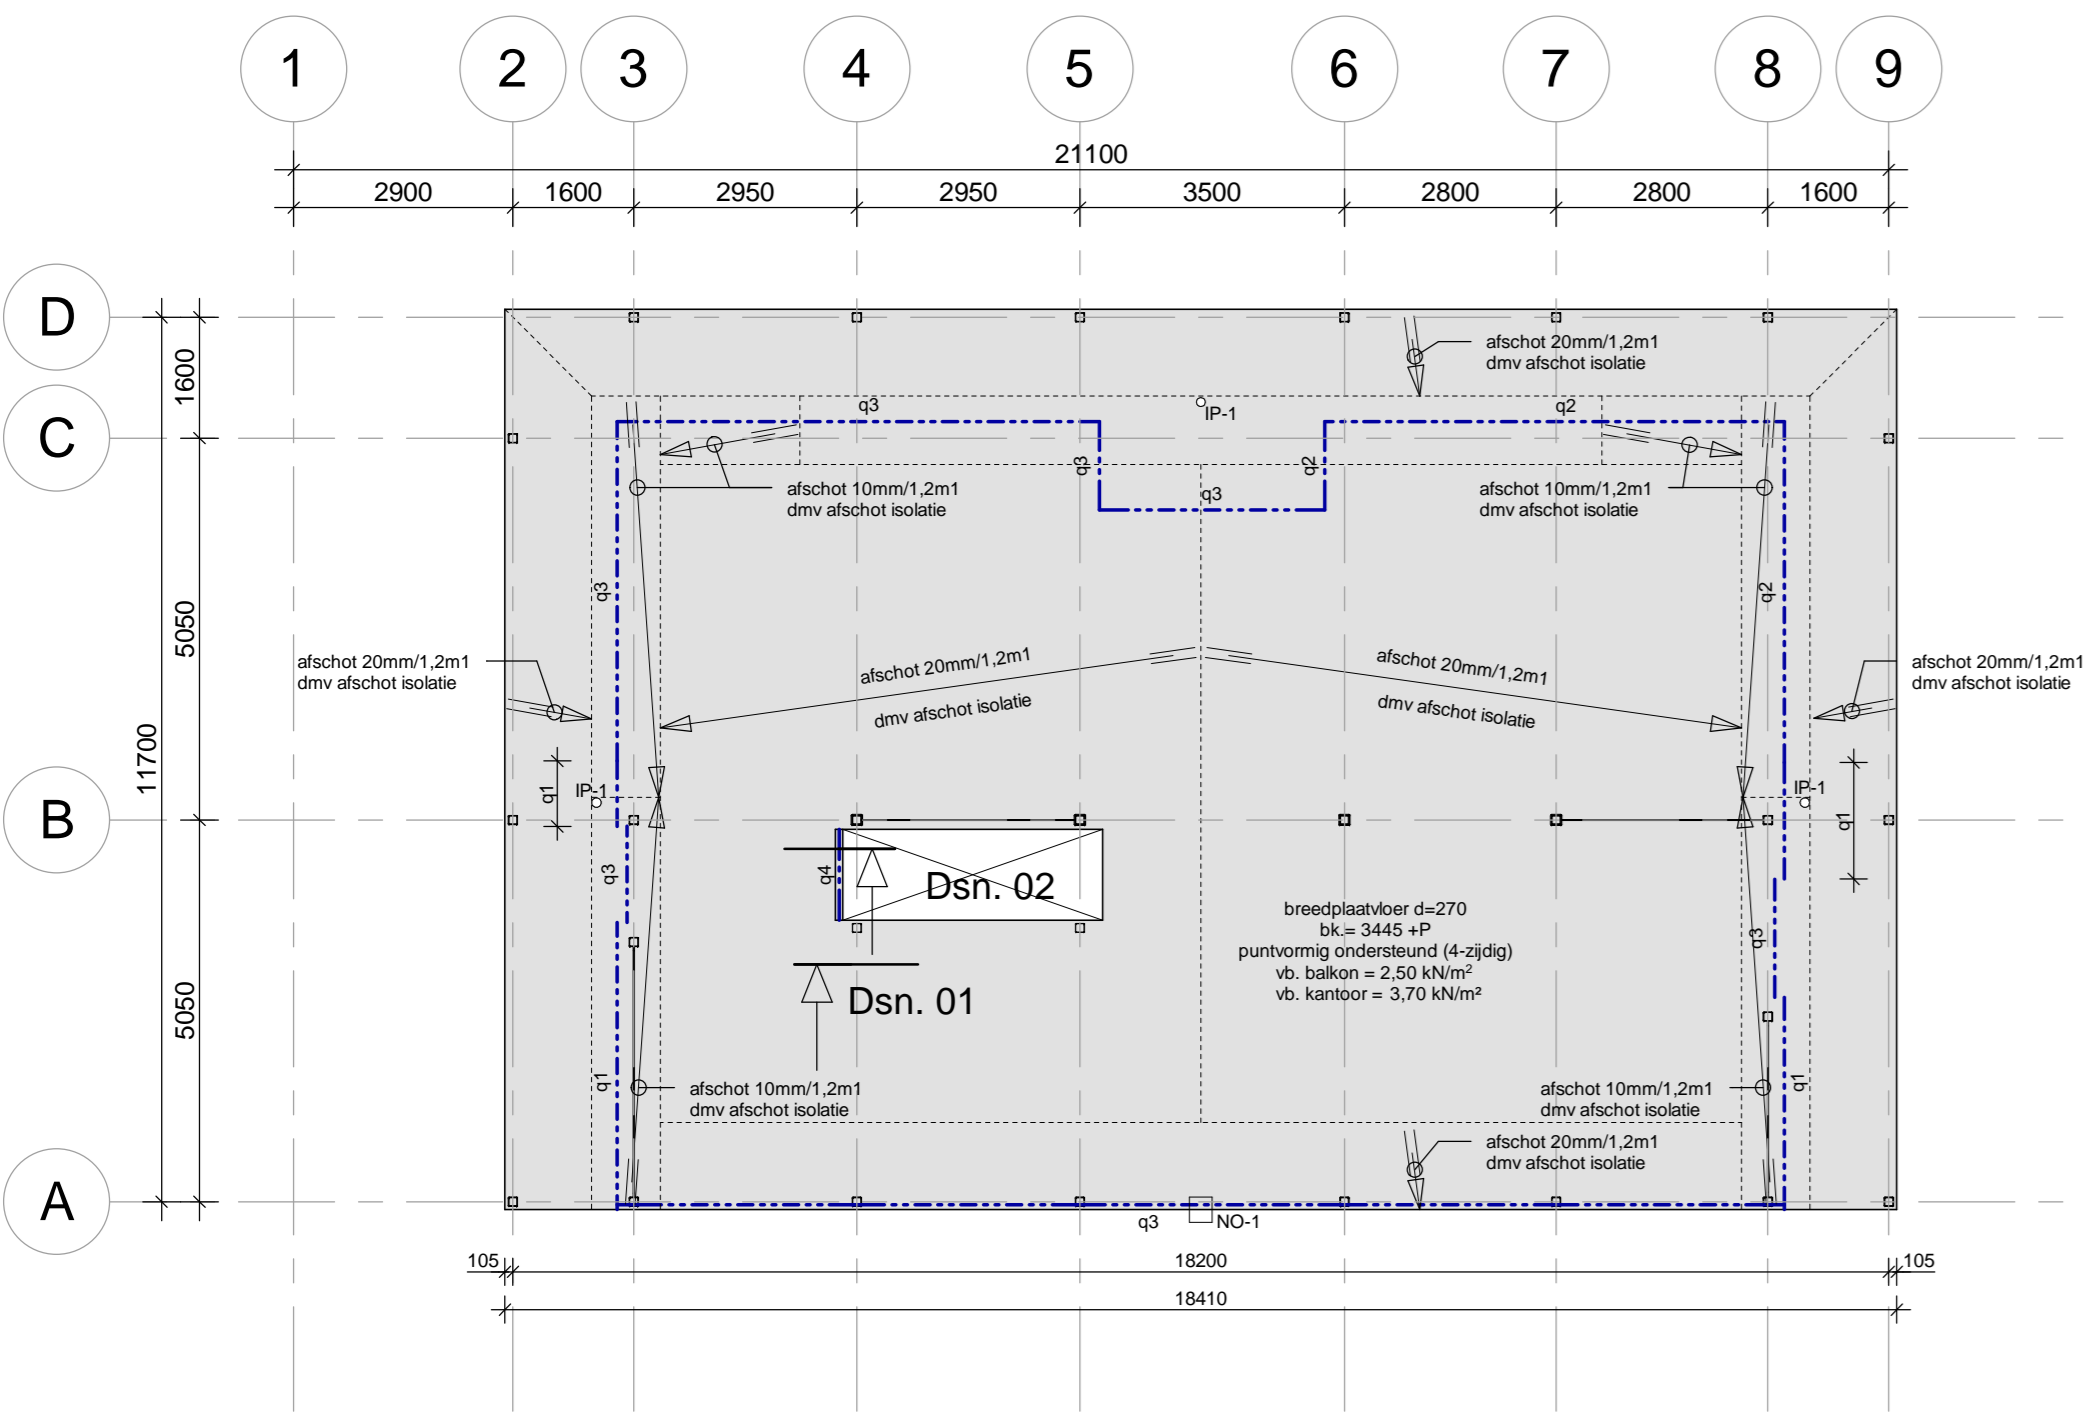 1 2 3 4 5 6 7 8 9
21100
2900 1600 2950 2950 3500 2800 2800 1600
D
C
B
A
1600
5050
5050
11700
afschot 20mm/1,2m1
dmv afschot isolatie
q3
IP-1
q2
q3
q2
q3
afschot 10mm/1,2m1
dmv afschot isolatie
afschot 10mm/1,2m1
dmv afschot isolatie
q3
q2
afschot 20mm/1,2m1
dmv afschot isolatie
afschot 20mm/1,2m1
dmv afschot isolatie
afschot 20mm/1,2m1
dmv afschot isolatie
afschot 20mm/1,2m1
dmv afschot isolatie
q1
IP-1
IP-1
q1
q3
q4
Dsn. 02
breedplaatvloer d=270
bk.= 3445 +P
puntvormig ondersteund (4-zijdig)
vb. balkon = 2,50 kN/m²
vb. kantoor = 3,70 kN/m²
q3
Dsn. 01
q1
afschot 10mm/1,2m1
dmv afschot isolatie
afschot 10mm/1,2m1
dmv afschot isolatie
q1
afschot 20mm/1,2m1
dmv afschot isolatie
q3
NO-1
105 18200 105
18410